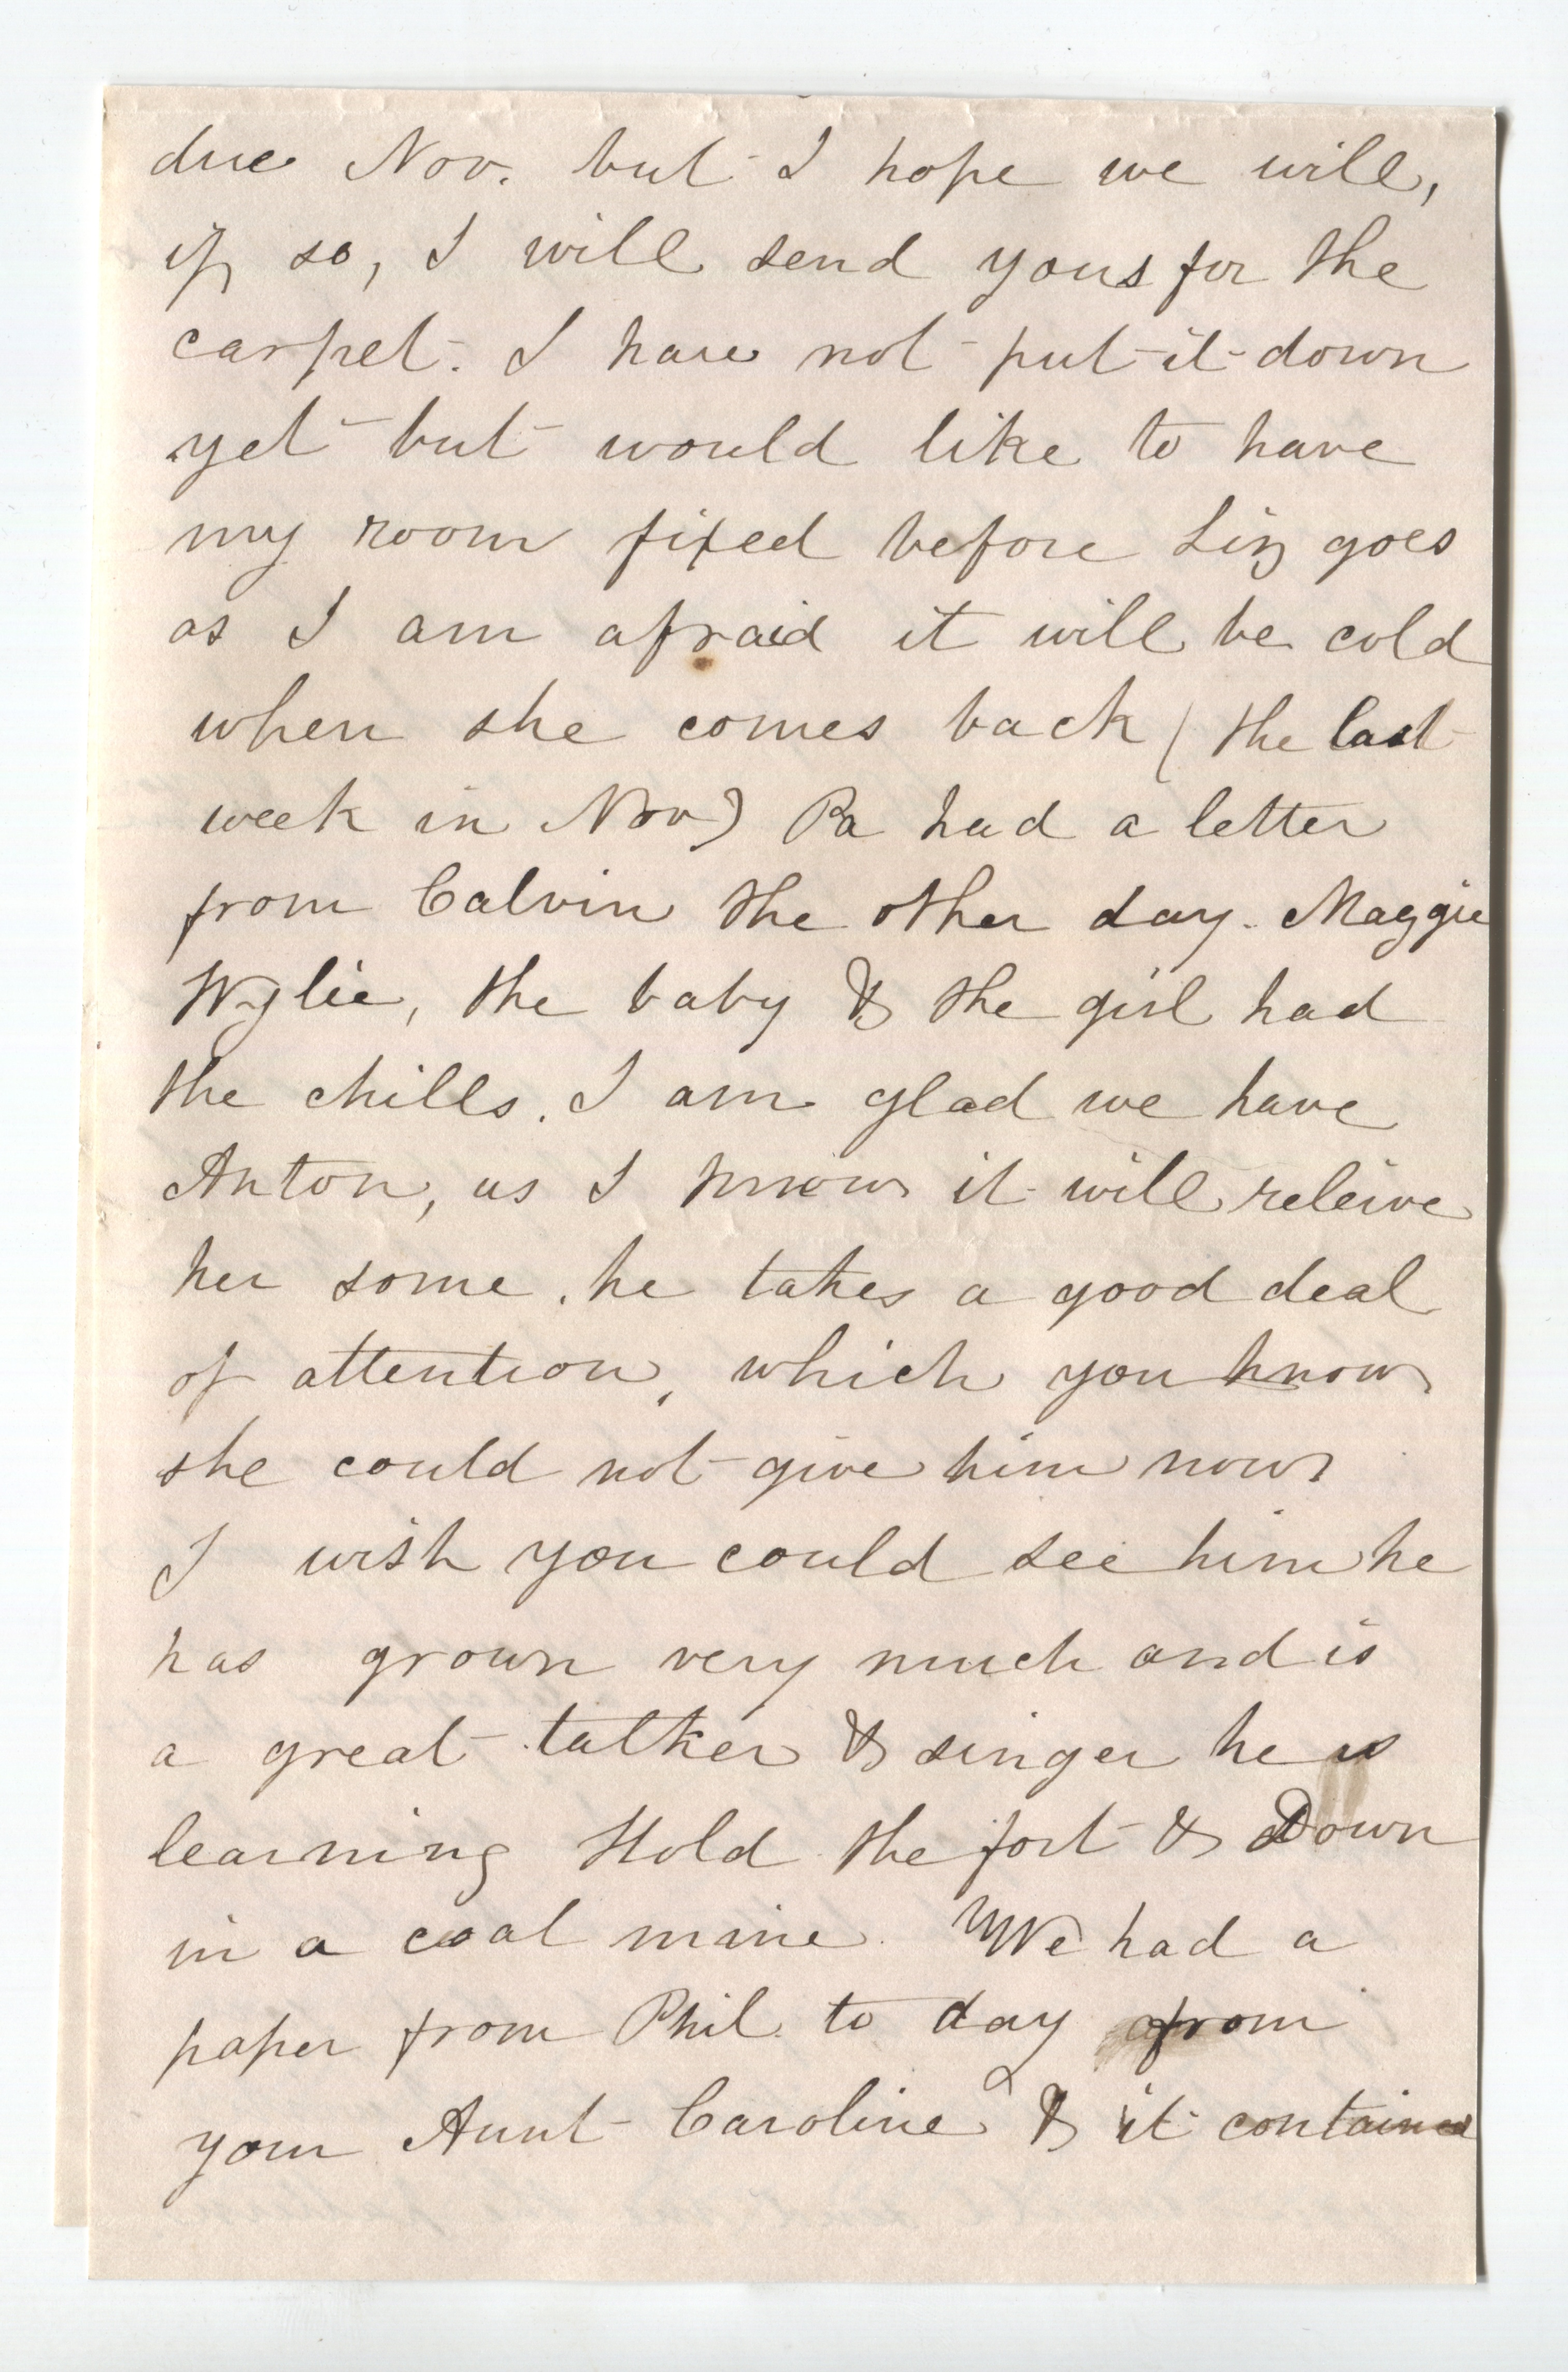 due Nov. but I hope we will,
if so, I will send yous for the
carpet. I have not put it down
yet but would like to have
my room fixed before Liz goes
as I am afraid it will be cold
when she comes back (the last
week in Nov) Pa had a letter
from Calvin the other day. Maggie
Wylie, the baby & the girl had
the chills. I am glad we have
Anton, as I know it will releive
her some. he takes a good deal
of attention, which you know
she could not give him now
I wish you could see him he
has grown very much and is
a great talker & singer he is
learning Hold the fort & Down
in a coal mine. We had a
paper from Phil. to day from
your Aunt Caroline & it contained